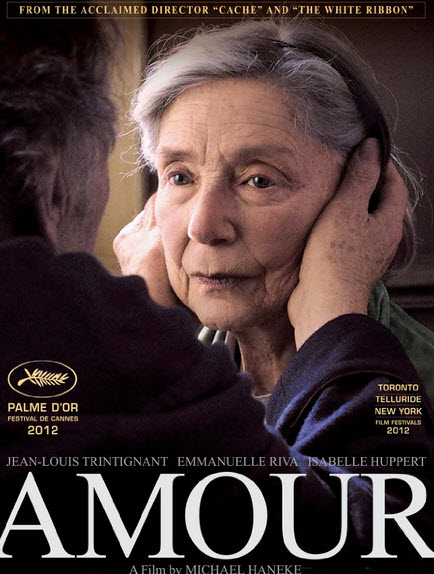 FROM THE ACCLAIMED DIRECTOR “CACHE” AND “THE WHITE RIBBON”
PALME D'OR
FESTIVAL DE CANNES
2012
TORONTO
TELLURIDE
NEW YORK
FILM FESTIVALS
2012
JEAN-LOUIS TRINTIGNANT EMMANUELLE RIVA ISABELLE HUPPERT
AMOUR
A Film by MICHAEL HANEKE